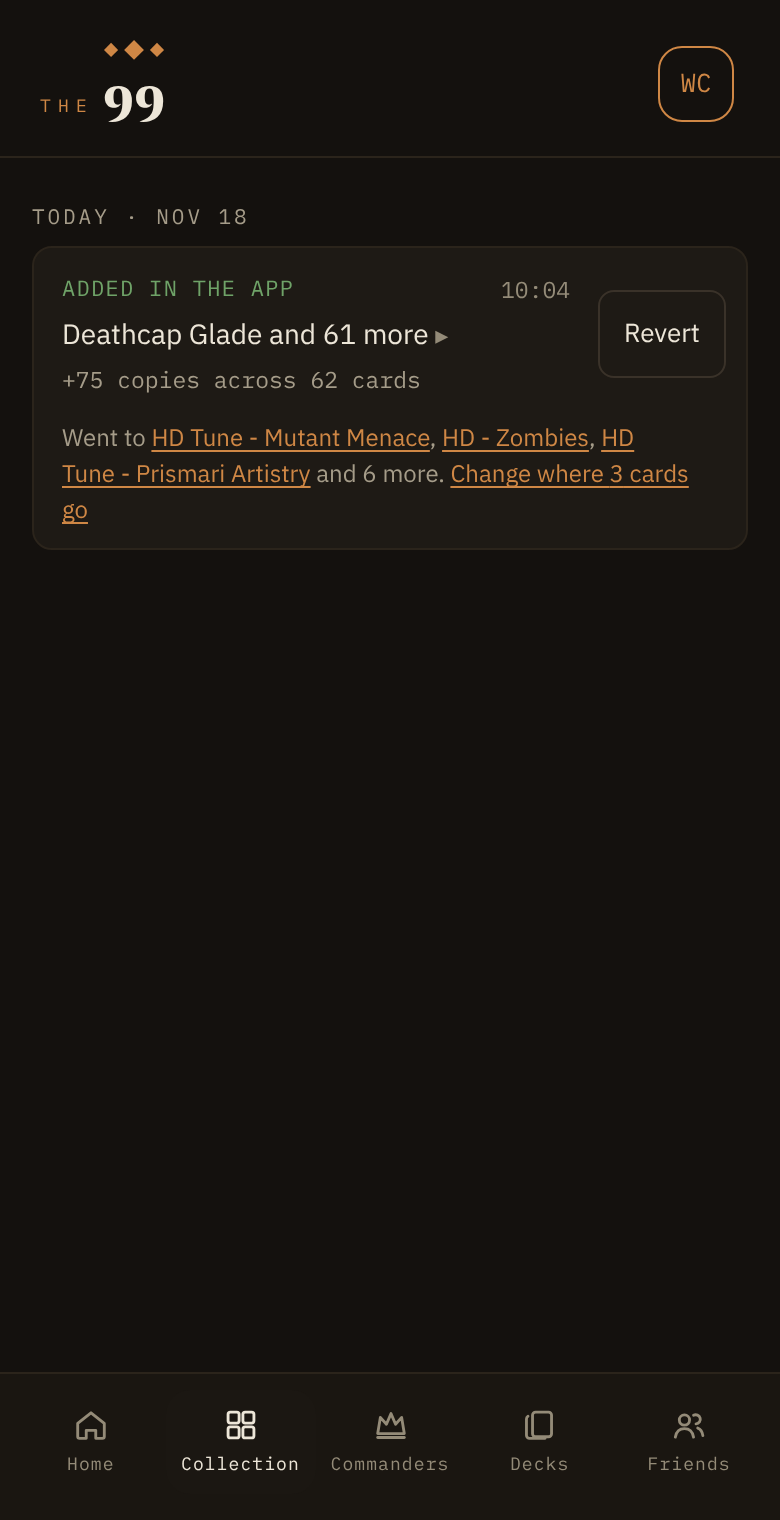 THE 99
WC
TODAY · NOV 18
ADDED IN THE APP
10:04
Deathcap Glade and 61 more ▸
Revert
+75 copies across 62 cards
Went to HD Tune - Mutant Menace, HD - Zombies, HD
Tune - Prismari Artistry and 6 more. Change where 3 cards
go
Home
Collection
Commanders
Decks
Friends